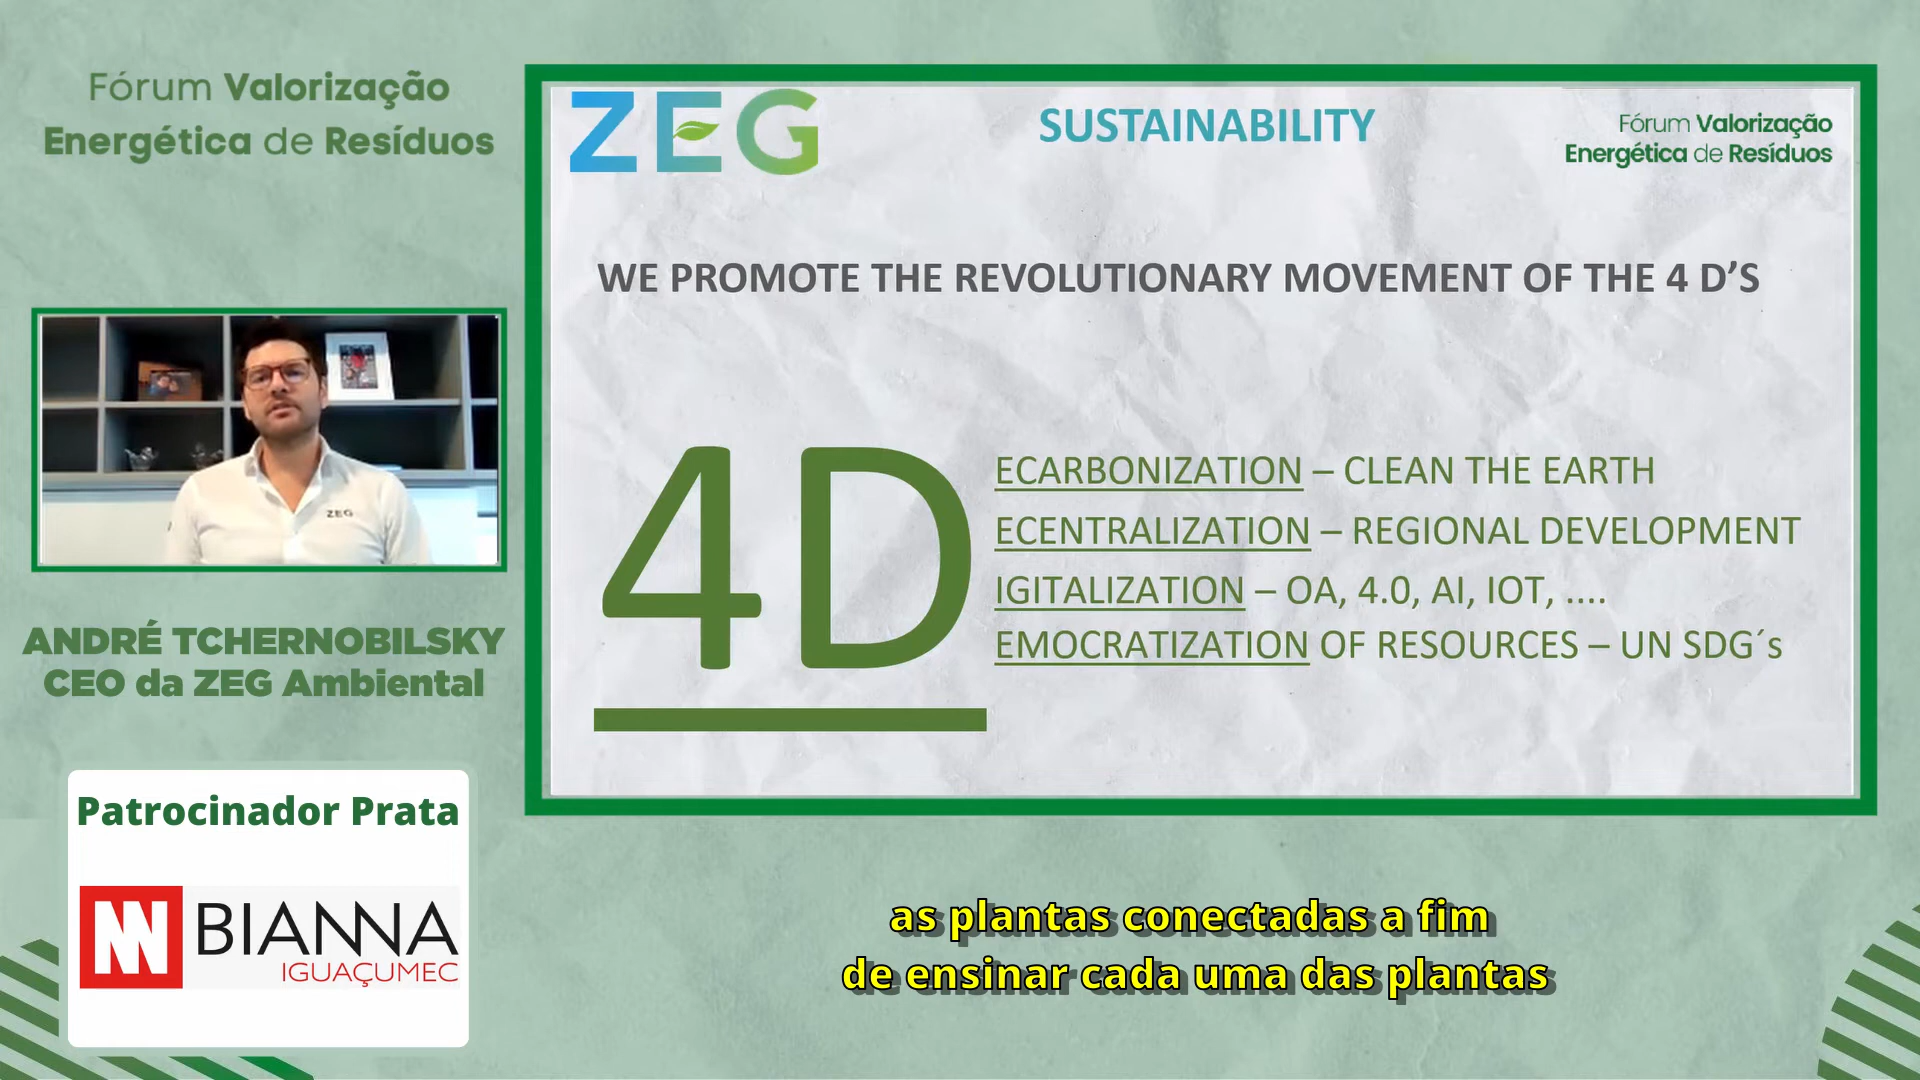 Fórum Valorização
Energética de Resíduos
ZEG
SUSTAINABILITY
Fórum Valorização
Energética de Resíduos
WE PROMOTE THE REVOLUTIONARY MOVEMENT OF THE 4 D’S
4D
ECARBONIZATION – CLEAN THE EARTH
ECENTRALIZATION – REGIONAL DEVELOPMENT
IGITALIZATION – OA, 4.0, AI, IOT, ....
EMOCRATIZATION OF RESOURCES – UN SDG´s
ZEG
ANDRÉ TCHERNOBILSKY
CEO da ZEG Ambiental
Patrocinador Prata
BIANNA
IGUAÇUMEC
as plantas conectadas a fim
de ensinar cada uma das plantas